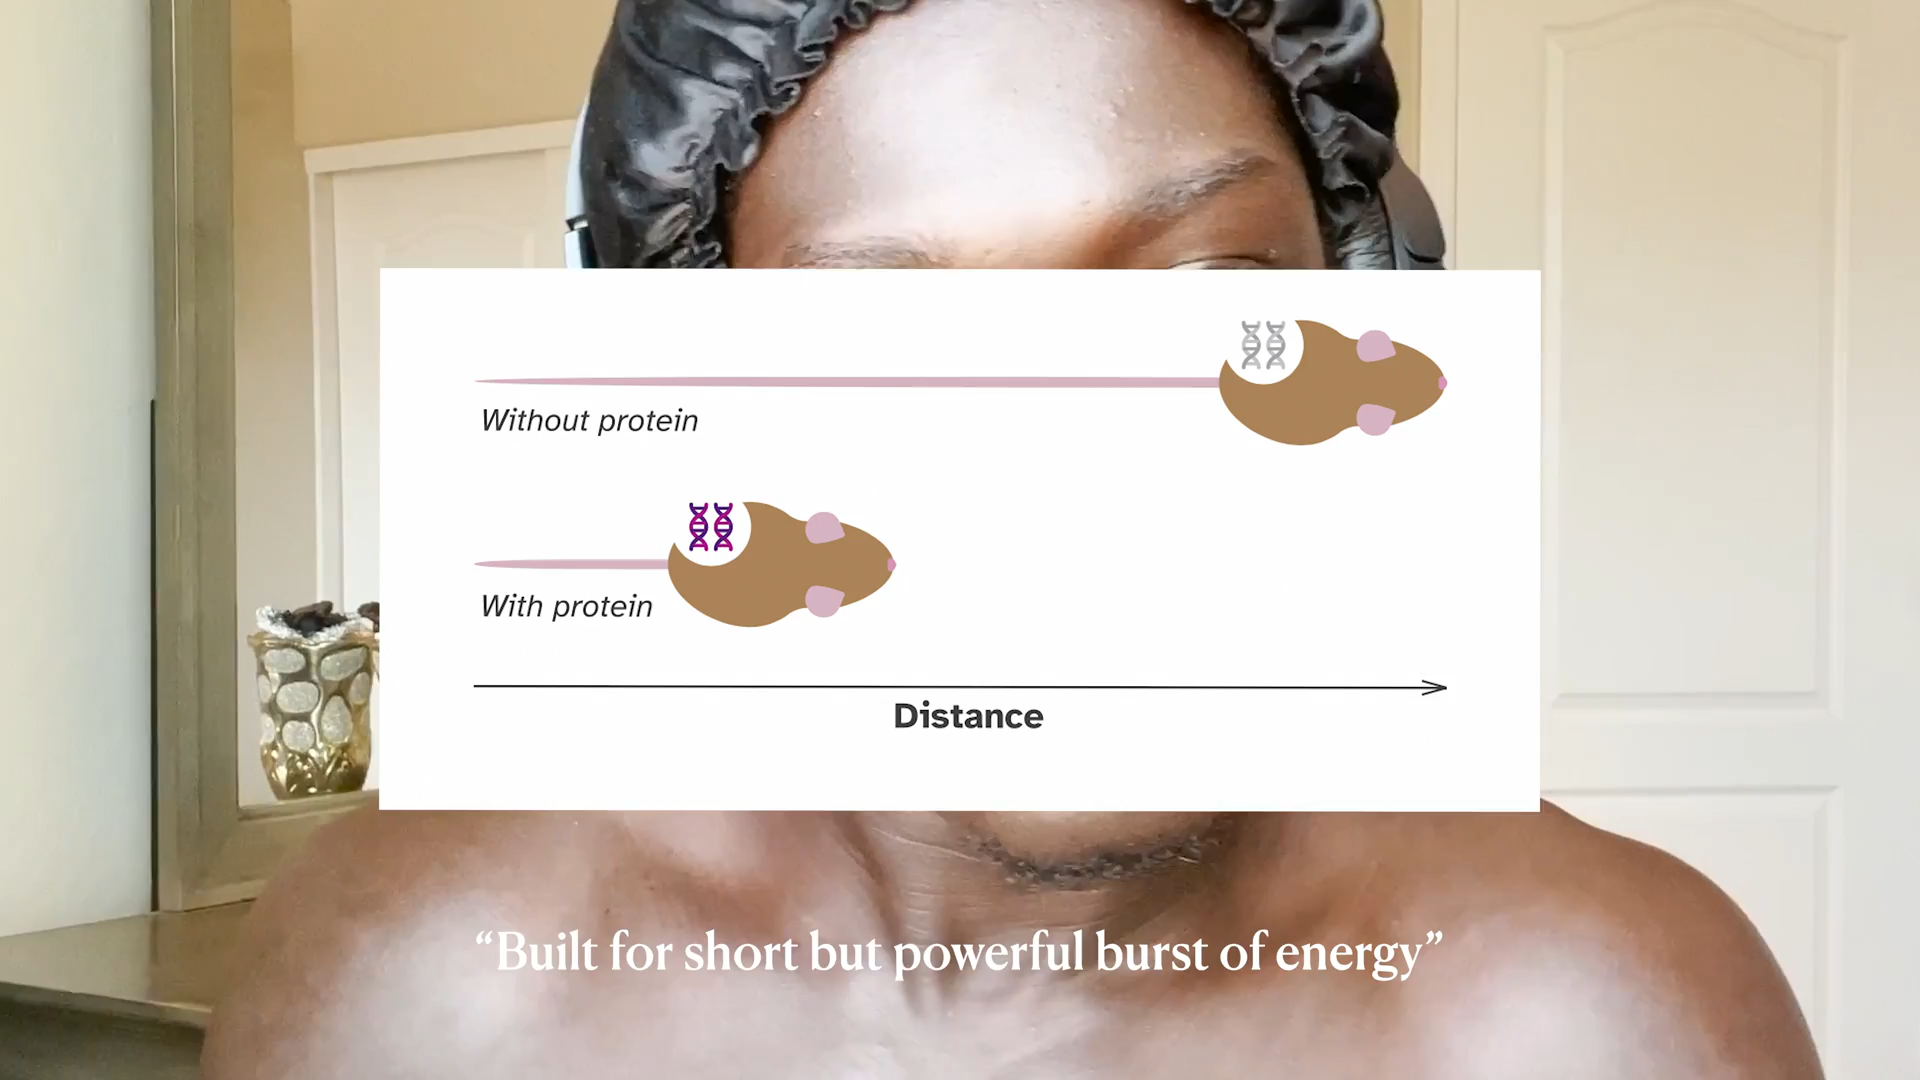 Without protein
With protein
Distance
“Built for short but powerful burst of energy”